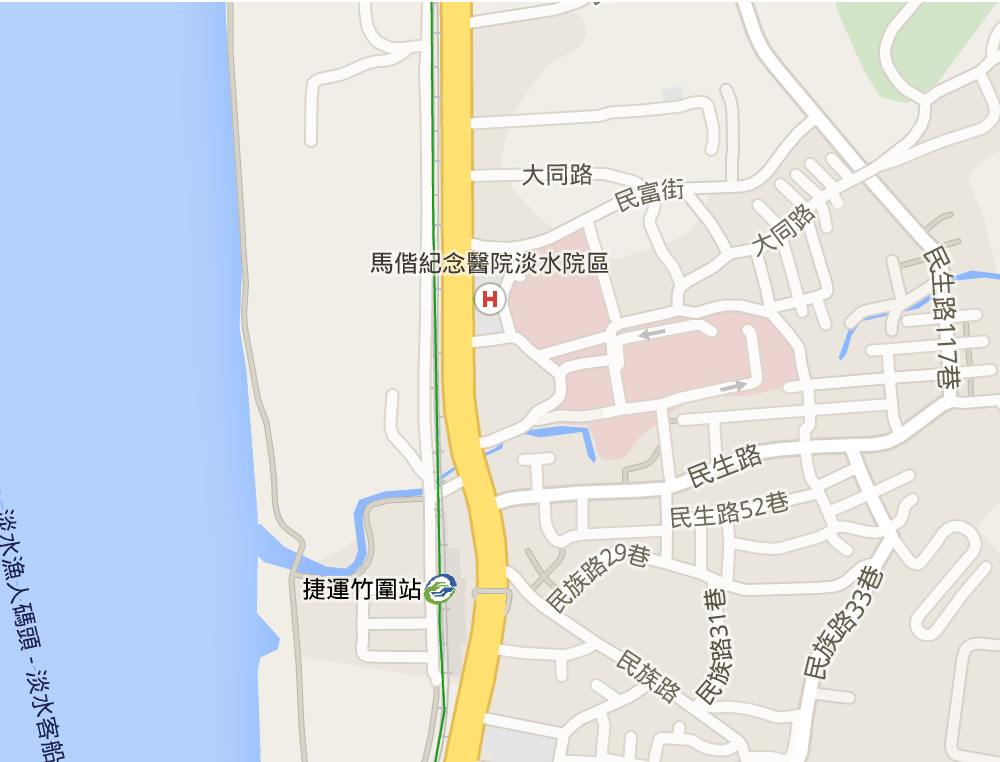 大同路
民富街
大同路
馬偕紀念醫院淡水院區
H
民生路117巷
民生路
民生路52巷
民族路29巷
捷運竹圍站
民族路31巷
民族路33巷
民族路
淡水漁人碼頭 - 淡水客船